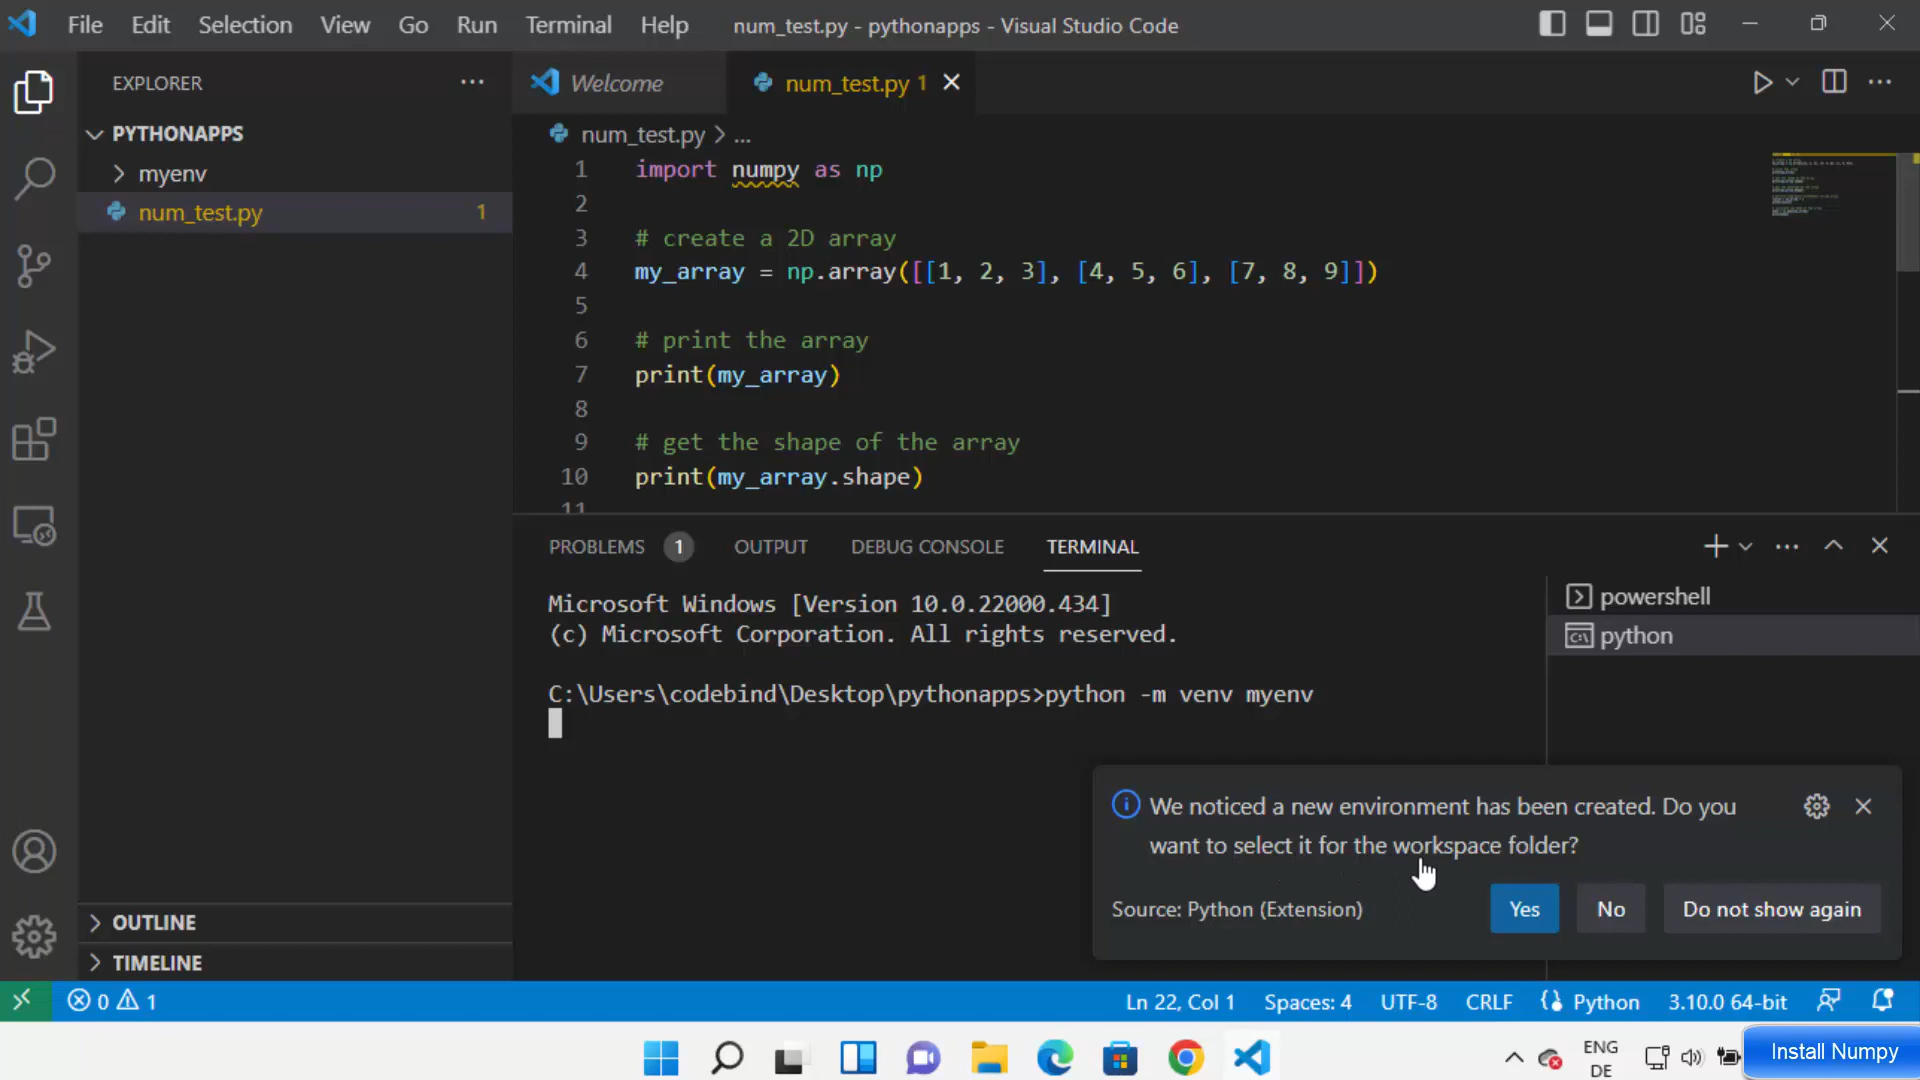 File Edit Selection View Go Run Terminal Help num_test.py - pythonapps - Visual Studio Code
EXPLORER
PYTHONAPPS
myenv
num_test.py 1
Welcome num_test.py 1
num_test.py > ...
1 import numpy as np
2
3 # create a 2D array
4 my_array = np.array([[1, 2, 3], [4, 5, 6], [7, 8, 9]])
5
6 # print the array
7 print(my_array)
8
9 # get the shape of the array
10 print(my_array.shape)
11
PROBLEMS 1 OUTPUT DEBUG CONSOLE TERMINAL
Microsoft Windows [Version 10.0.22000.434]
(c) Microsoft Corporation. All rights reserved.
C:\Users\codebind\Desktop\pythonapps>python -m venv myenv
powershell
python
We noticed a new environment has been created. Do you
want to select it for the workspace folder?
Source: Python (Extension) Yes No Do not show again
OUTLINE
TIMELINE
0 1 Ln 22, Col 1 Spaces: 4 UTF-8 CRLF Python 3.10.0 64-bit
ENG
DE
Install Numpy